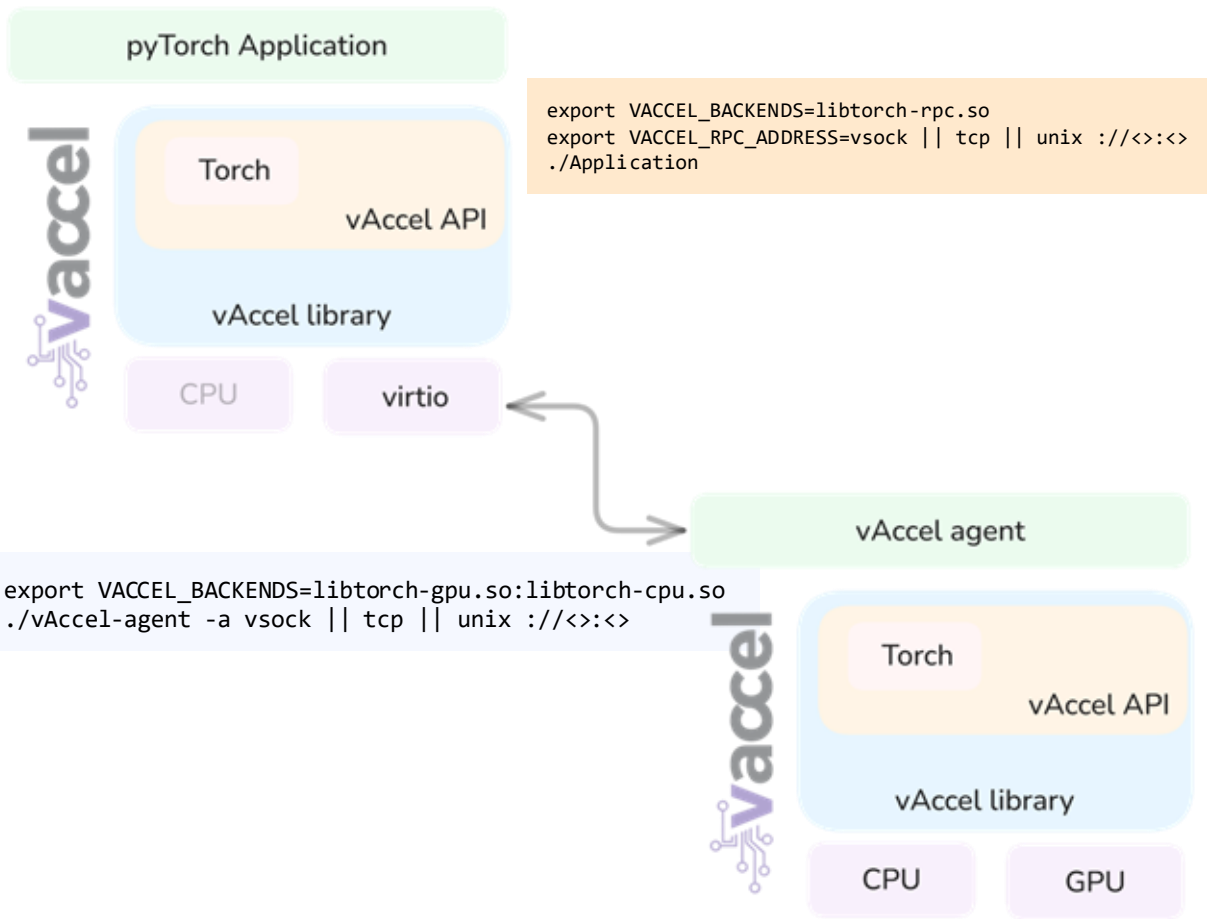 pyTorch Application
export VACCEL_BACKENDS=libtorch-rpc.so
export VACCEL_RPC_ADDRESS=vsock || tcp || unix ://<>:<>
./Application
vaccel
Torch
vAccel API
vAccel library
CPU
virtio
vAccel agent
export VACCEL_BACKENDS=libtorch-gpu.so:libtorch-cpu.so
./vAccel-agent -a vsock || tcp || unix ://<>:<>
vaccel
Torch
vAccel API
vAccel library
CPU
GPU